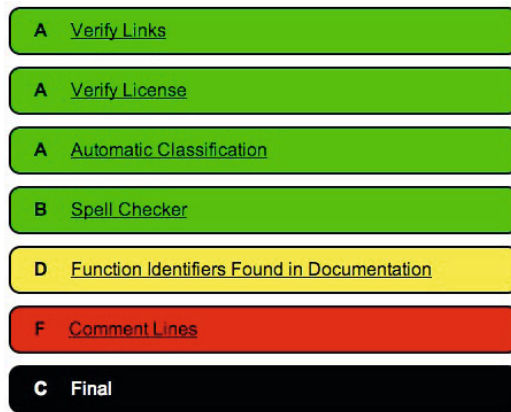 A Verify Links
A Verify License
A Automatic Classification
B Spell Checker
D Function Identifiers Found in Documentation
F Comment Lines
C Final